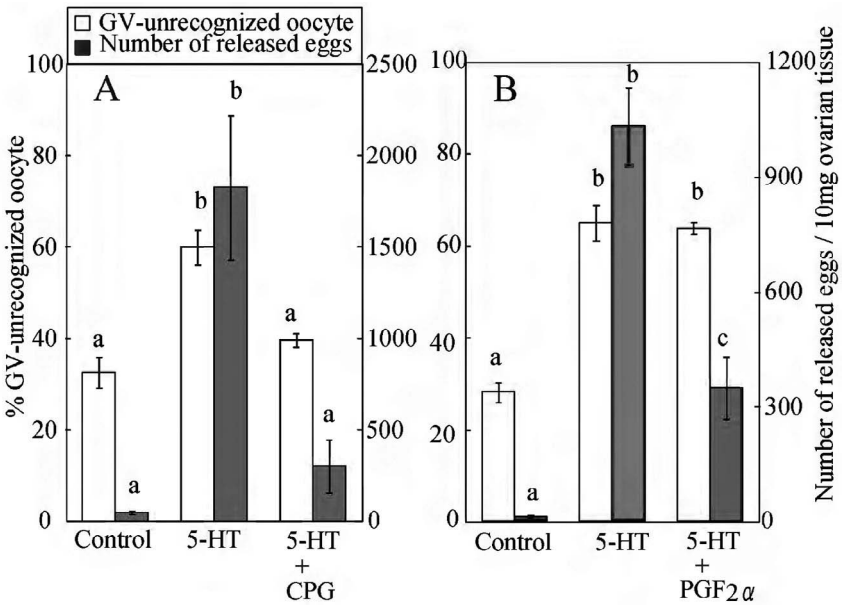 GV-unrecognized oocyte
Number of released eggs
A
B
% GV-unrecognized oocyte
100
80
60
40
20
0
2500
2000
1500
1000
500
0
a
a
b
b
a
a
Control
5-HT
5-HT
+
CPG
100
80
60
40
20
0
1200
900
600
300
0
a
a
b
b
b
c
Control
5-HT
5-HT
+
PGF2α
Number of released eggs / 10mg ovarian tissue